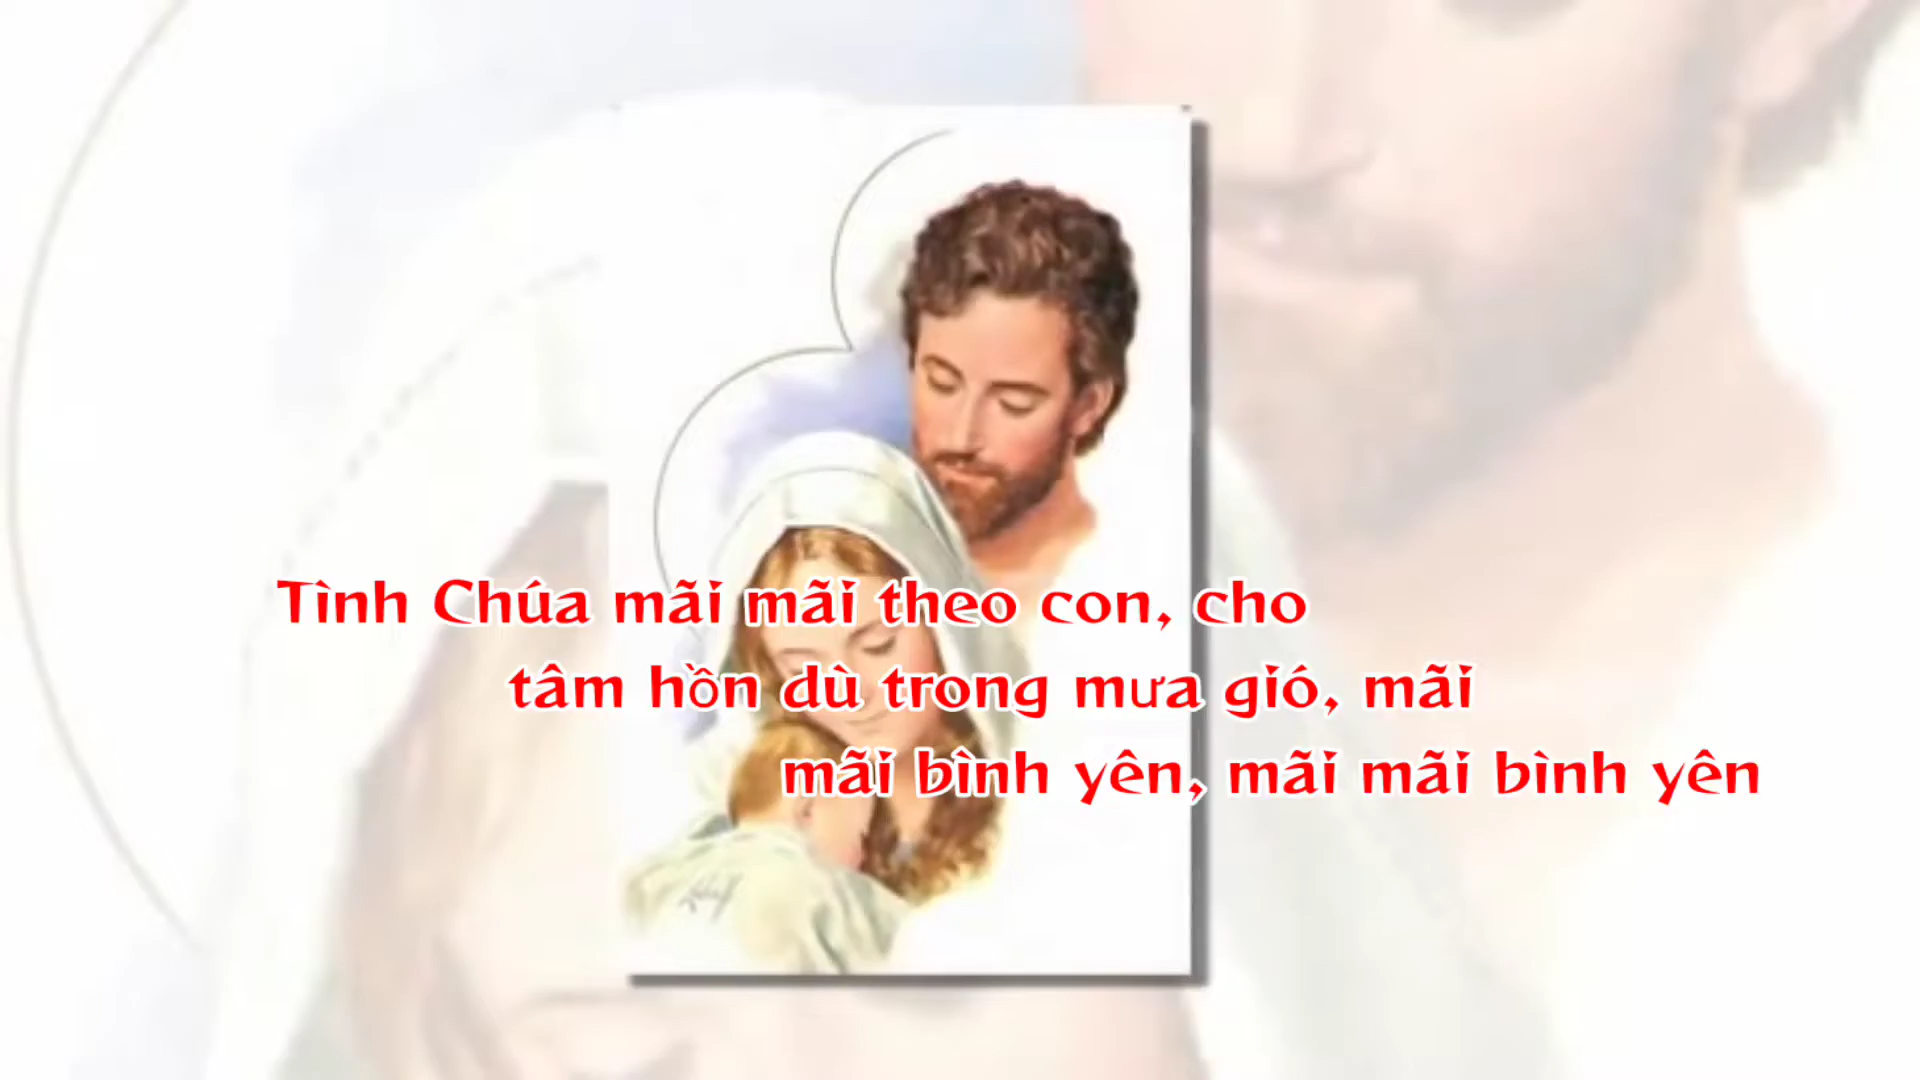 Tình Chúa mãi mãi theo con, cho
tâm hồn dù trong mưa gió, mãi
mãi bình yên, mãi mãi bình yên